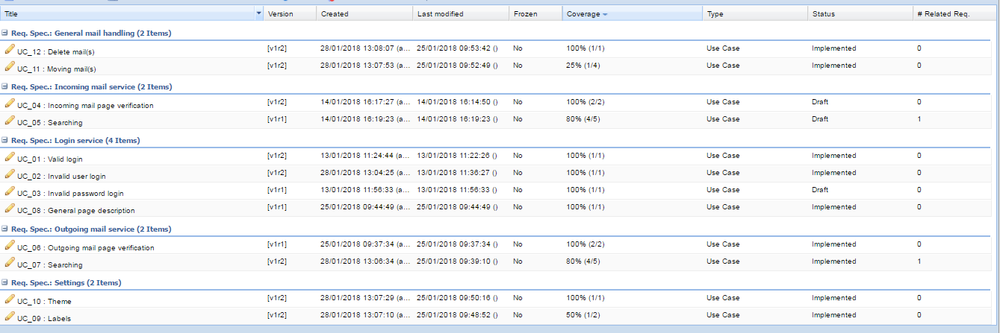 Title Version Created Last modified Frozen Coverage Type Status # Related Req.
Req. Spec.: General mail handling (2 Items)
UC_12 : Delete mail(s) [v1r2] 28/01/2018 13:08:07 (a... 25/01/2018 09:53:42 () No 100% (1/1) Use Case Implemented 0
UC_11 : Moving mail(s) [v1r2] 28/01/2018 13:07:53 (a... 25/01/2018 09:52:49 () No 25% (1/4) Use Case Implemented 0
Req. Spec.: Incoming mail service (2 Items)
UC_04 : Incoming mail page verification [v1r2] 14/01/2018 16:17:27 (a... 14/01/2018 16:14:50 () No 100% (2/2) Use Case Draft 0
UC_05 : Searching [v1r1] 14/01/2018 16:19:23 (a... 14/01/2018 16:19:23 () No 80% (4/5) Use Case Draft 1
Req. Spec.: Login service (4 Items)
UC_01 : Valid login [v1r2] 13/01/2018 11:24:44 (a... 13/01/2018 11:22:26 () No 100% (1/1) Use Case Implemented 0
UC_02 : Invalid user login [v1r2] 28/01/2018 13:04:25 (a... 13/01/2018 11:36:27 () No 100% (1/1) Use Case Implemented 0
UC_03 : Invalid password login [v1r1] 13/01/2018 11:56:33 (a... 13/01/2018 11:56:33 () No 100% (1/1) Use Case Draft 0
UC_08 : General page description [v1r1] 25/01/2018 09:44:49 (a... 25/01/2018 09:44:49 () No 100% (1/1) Use Case Implemented 0
Req. Spec.: Outgoing mail service (2 Items)
UC_06 : Outgoing mail page verification [v1r1] 25/01/2018 09:37:34 (a... 25/01/2018 09:37:34 () No 100% (2/2) Use Case Implemented 0
UC_07 : Searching [v1r2] 28/01/2018 13:06:34 (a... 25/01/2018 09:39:10 () No 80% (4/5) Use Case Implemented 1
Req. Spec.: Settings (2 Items)
UC_10 : Theme [v1r2] 28/01/2018 13:07:29 (a... 25/01/2018 09:50:16 () No 100% (1/1) Use Case Implemented 0
UC_09 : Labels [v1r2] 28/01/2018 13:07:10 (a... 25/01/2018 09:48:52 () No 50% (1/2) Use Case Implemented 0